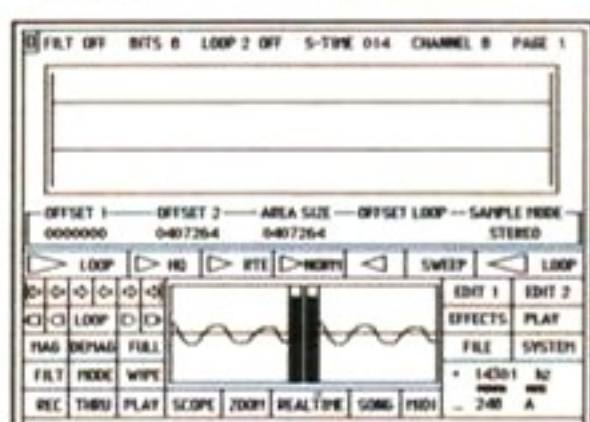 FILT OFF BITS 8 LOOP 2 OFF S-TIME 014 CHANNEL B PAGE 1
OFFSET 1 OFFSET 2 AREA SIZE OFFSET LOOP SAMPLE MODE
0000000 0407264 0407264 STEREO
LOOP HQ RTE NORM SWEEP LOOP
EDIT 1 EDIT 2
LOOP EFFECTS PLAY
MAG DEMAG FULL FILE SYSTEM
FILT MODE WIPE + 14301 hz
REC THRU PLAY SCOPE ZOOM REALTIME SONG MIDI - 240 A